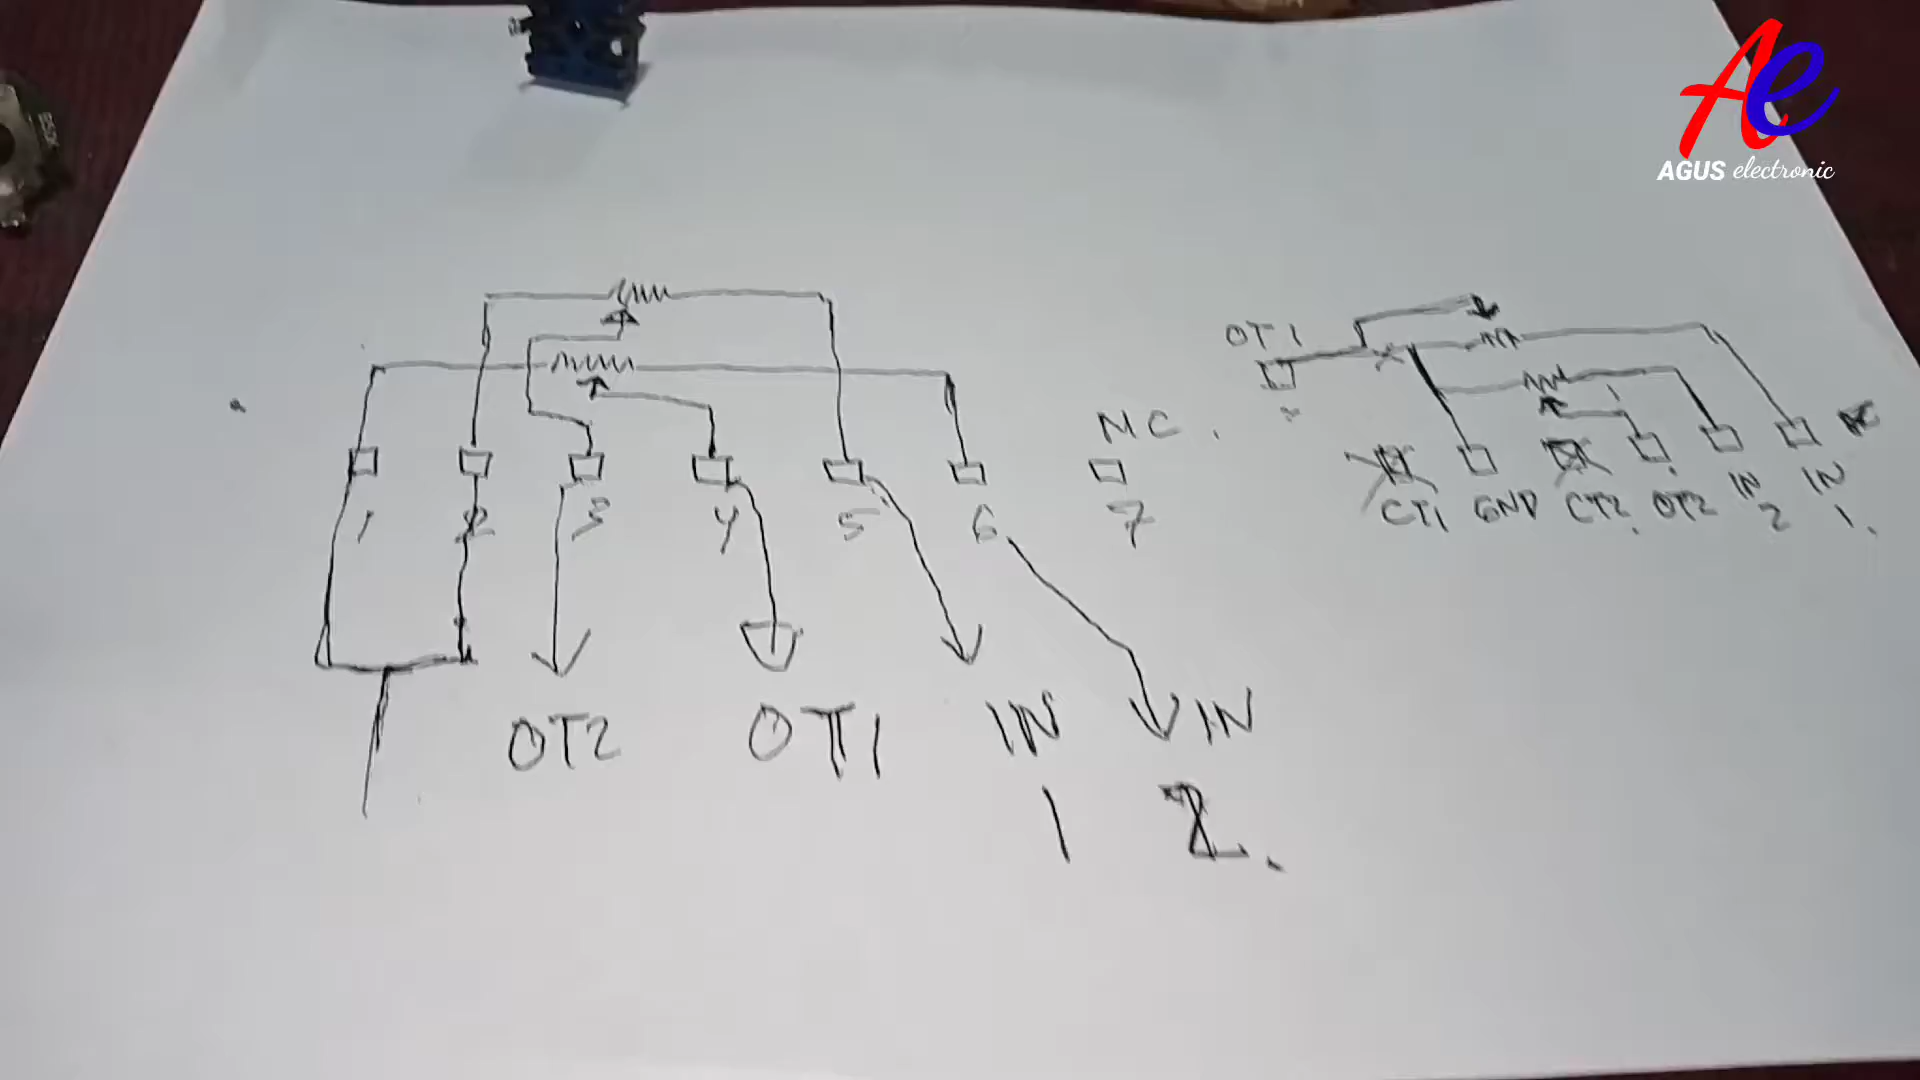 AGUS electronic
OT1
NC
1 2 3 4 5 6 7
CT1 GND CT2 OT2 IN 2 IN 1
OT2 OT1 IN 1 IN 2